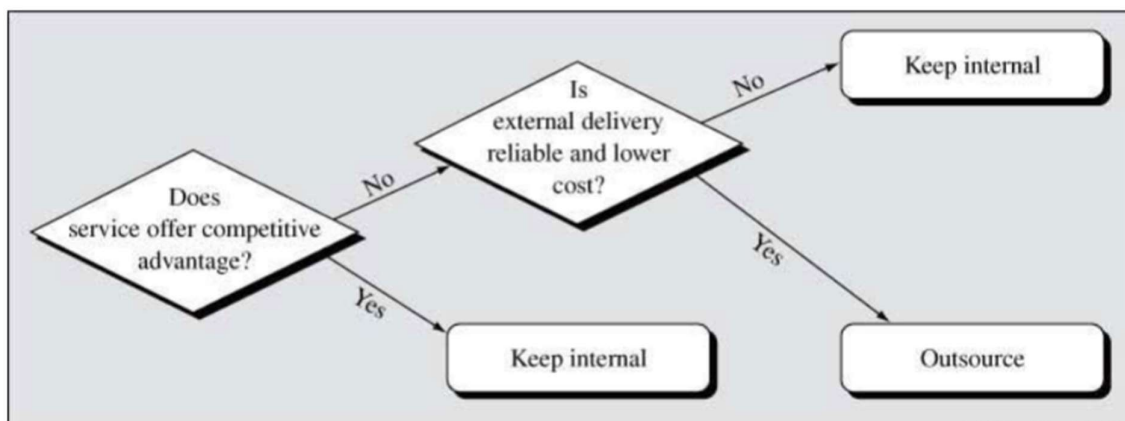 Does
service offer competitive
advantage?
No
Yes
Keep internal
Is
external delivery
reliable and lower
cost?
No
Yes
Keep internal
Outsource